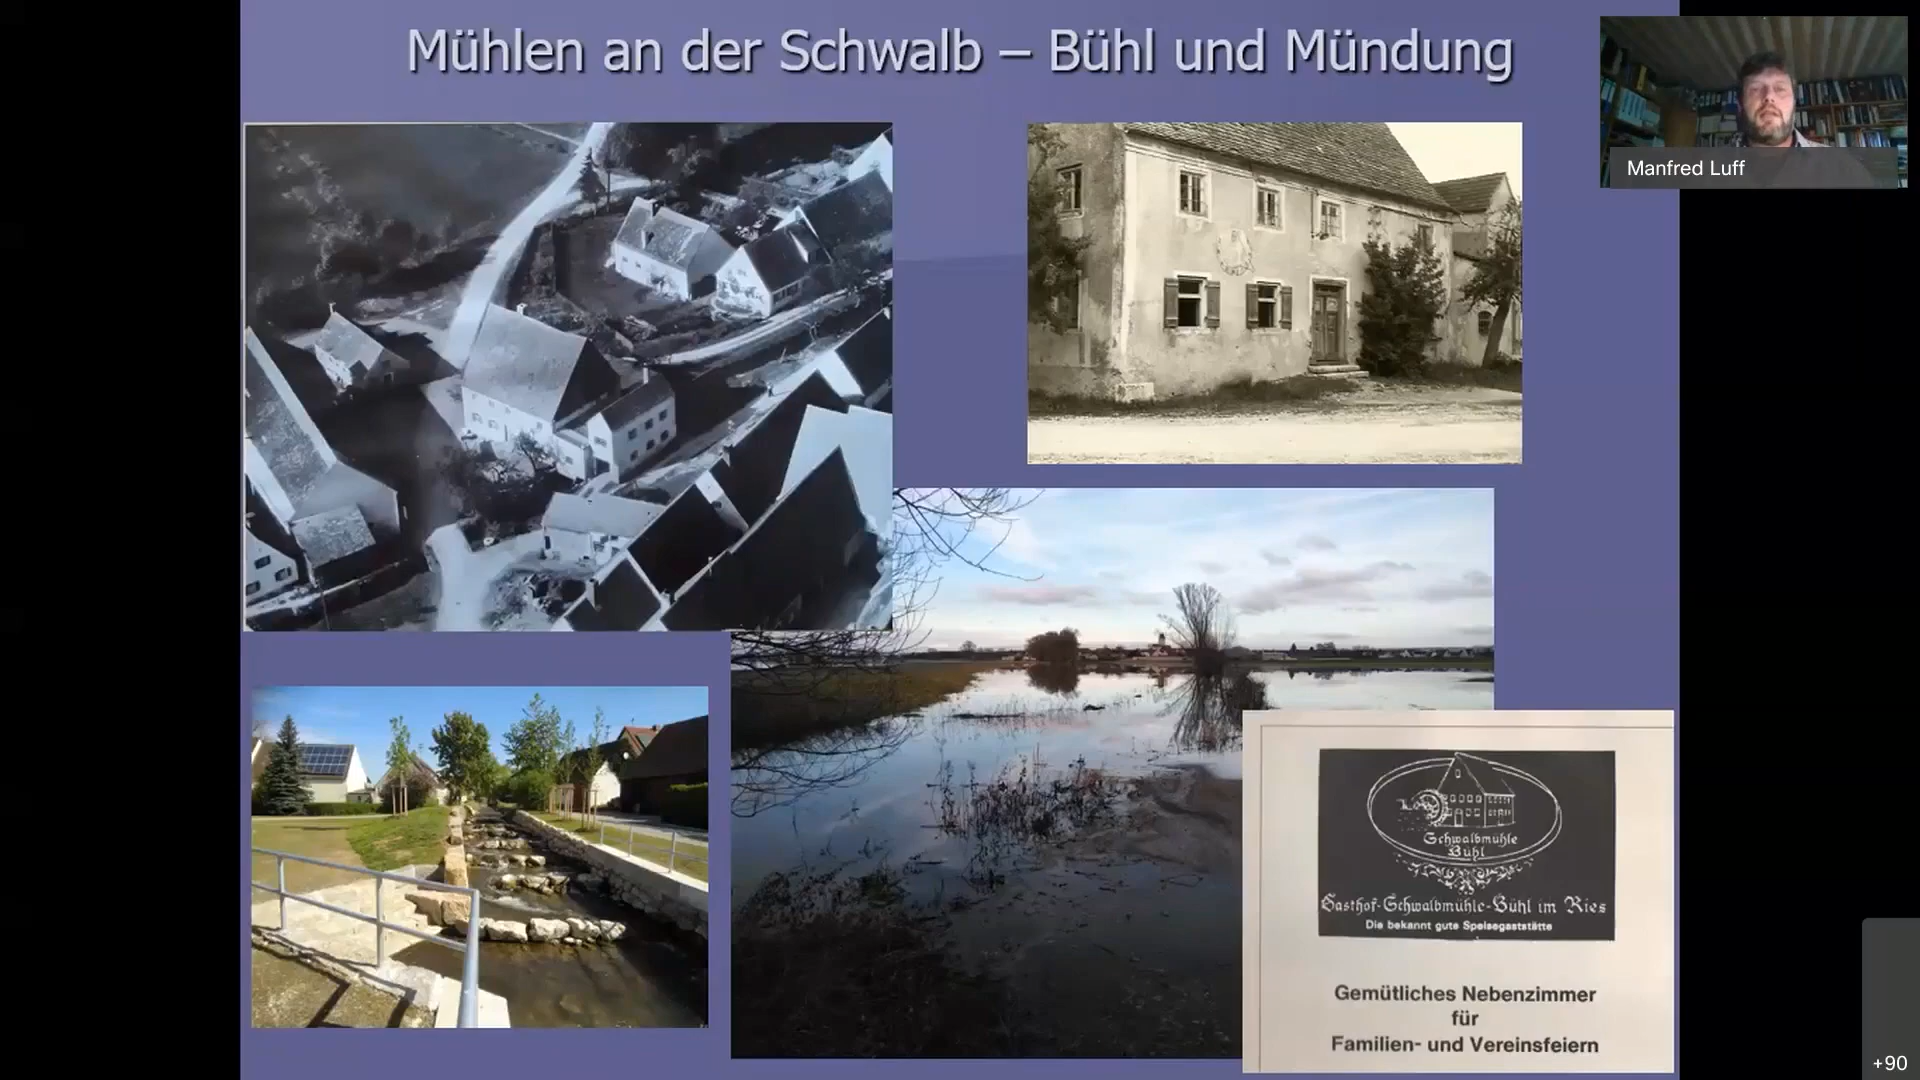 Mühlen an der Schwalb – Bühl und Mündung
Manfred Luff
Schwalbmühle
Bühl
Gasthof-Schwalbmühle-Bühl im Ries
Die bekannt gute Speisegaststätte
Gemütliches Nebenzimmer
für
Familien- und Vereinsfeiern
+90